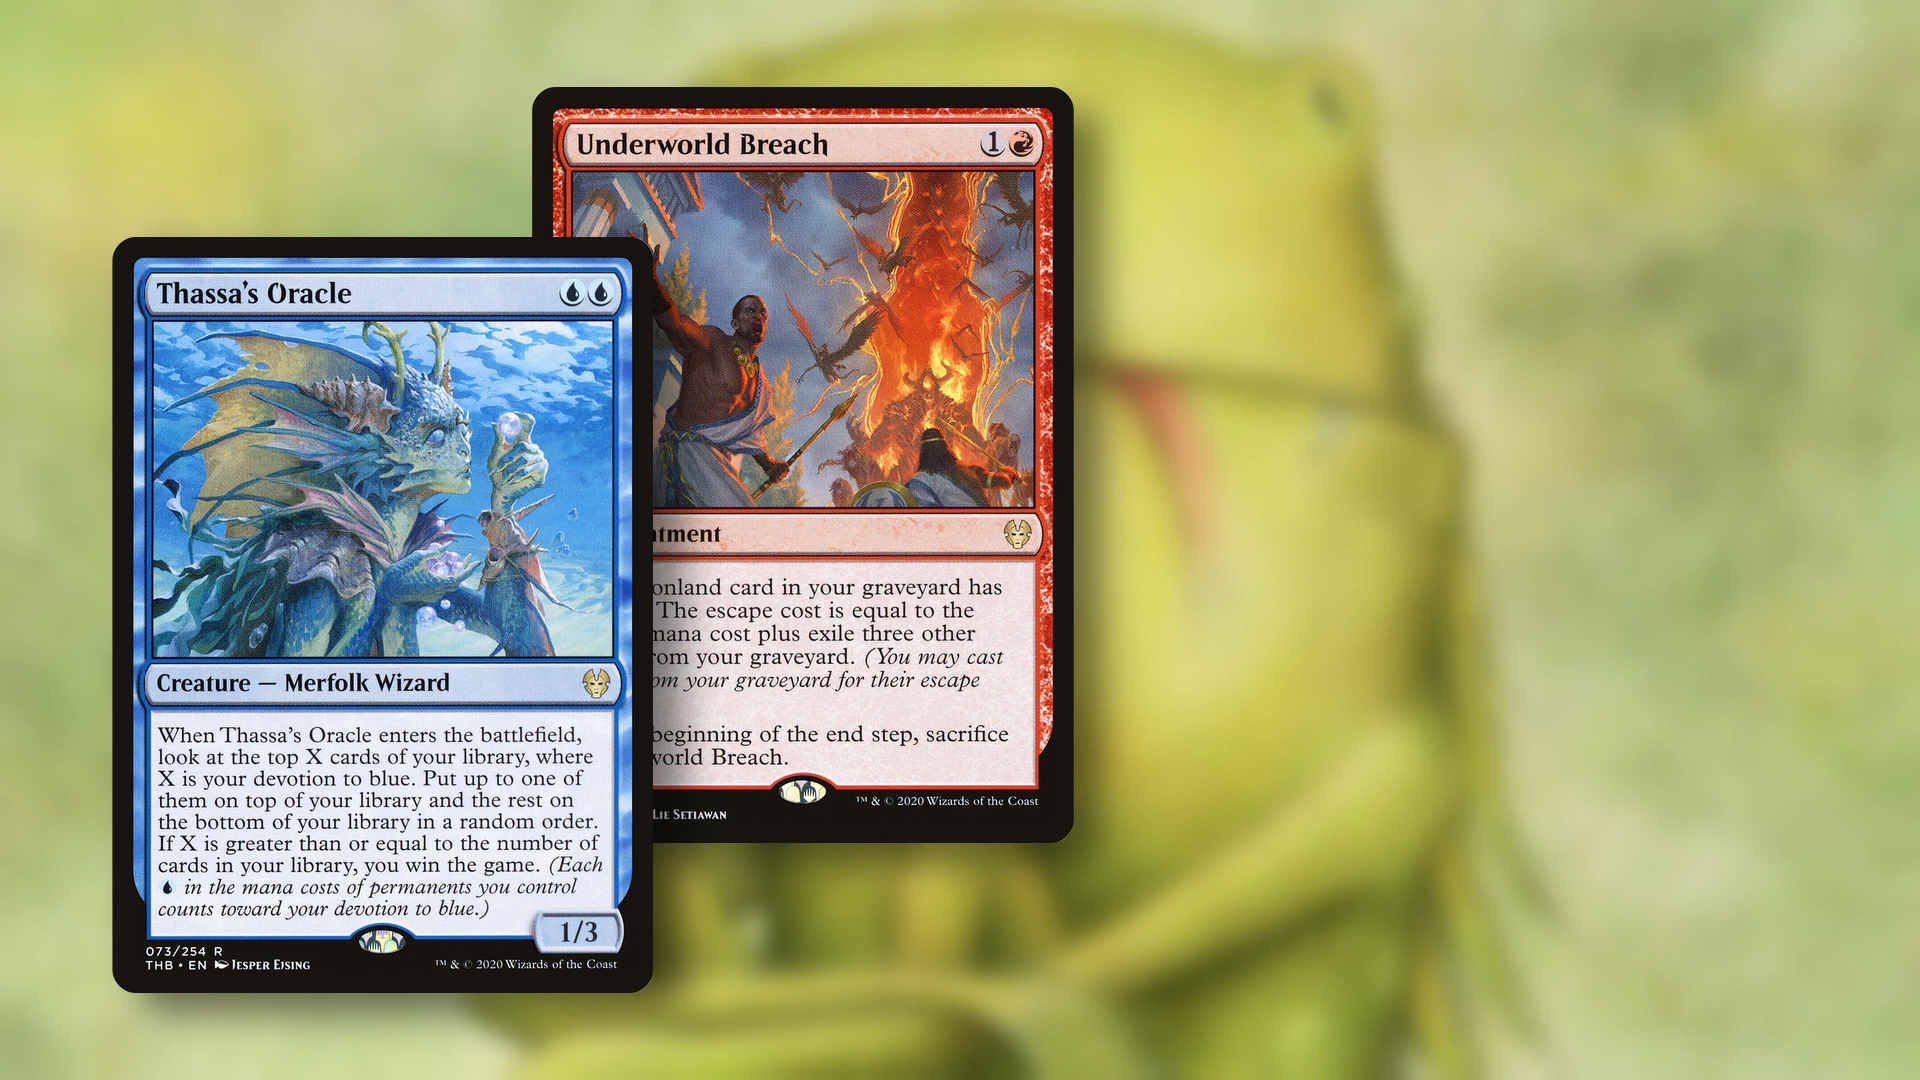 Underworld Breach
1
ntment
onland card in your graveyard has
The escape cost is equal to the
mana cost plus exile three other
rom your graveyard. (You may cast
om your graveyard for their escape
beginning of the end step, sacrifice
world Breach.
Lie Setiawan
™ & © 2020 Wizards of the Coast
Thassa's Oracle
Creature — Merfolk Wizard
When Thassa's Oracle enters the battlefield,
look at the top X cards of your library, where
X is your devotion to blue. Put up to one of
them on top of your library and the rest on
the bottom of your library in a random order.
If X is greater than or equal to the number of
cards in your library, you win the game. (Each
in the mana costs of permanents you control
counts toward your devotion to blue.)
1/3
073/254 R
THB • EN Jesper Ejsing
™ & © 2020 Wizards of the Coast